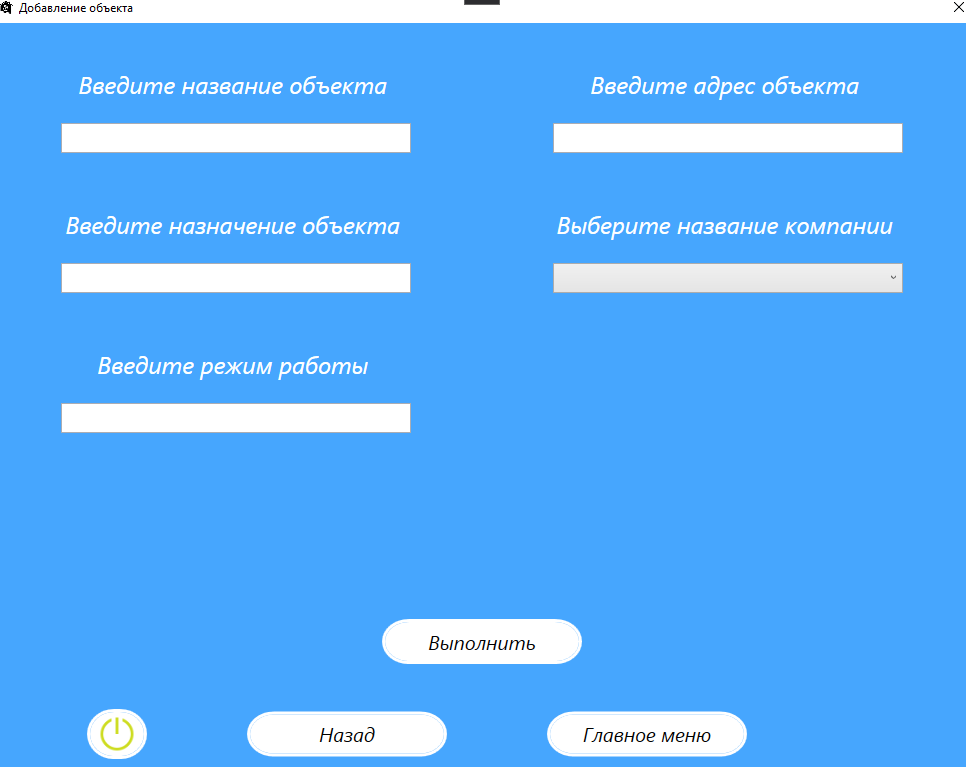 Добавление объекта
Введите название объекта
Введите адрес объекта
Введите назначение объекта
Выберите название компании
Введите режим работы
Выполнить
Назад
Главное меню